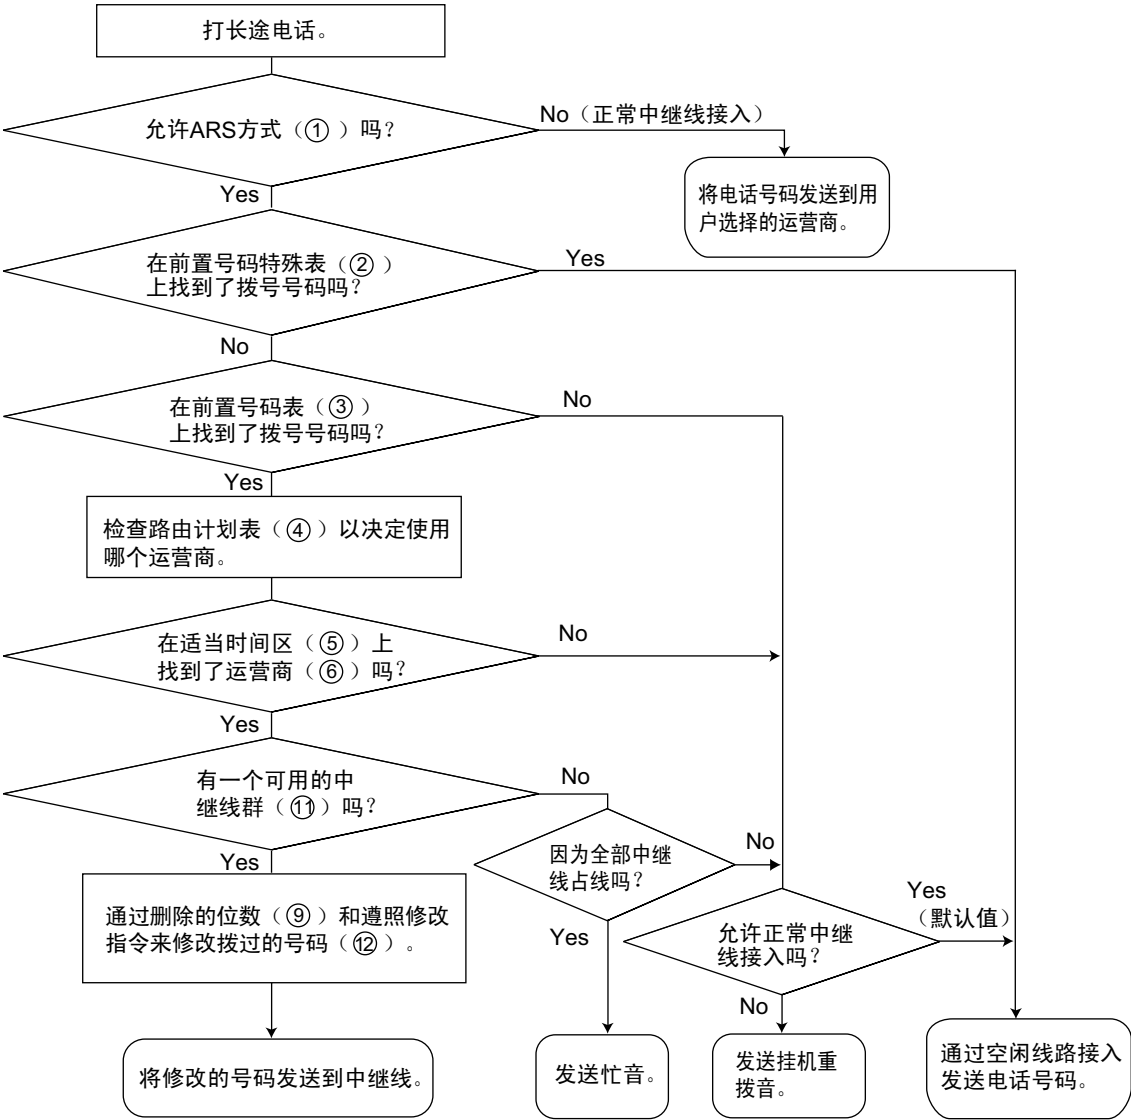 打长途电话。
允许ARS方式（①）吗？
No（正常中继线接入）
将电话号码发送到用
户选择的运营商。
Yes
在前置号码特殊表（②）
上找到了拨号号码吗？
Yes
No
在前置号码表（③）
上找到了拨号号码吗？
No
Yes
检查路由计划表（④）以决定使用
哪个运营商。
在适当时间区（⑤）上
找到了运营商（⑥）吗？
No
Yes
有一个可用的中
继线群（⑪）吗？
No
因为全部中继
线占线吗？
No
Yes
Yes
通过删除的位数（⑨）和遵照修改
指令来修改拨过的号码（⑫）。
允许正常中继
线接入吗？
Yes
（默认值）
No
将修改的号码发送到中继线。
发送忙音。
发送挂机重
拨音。
通过空闲线路接入
发送电话号码。